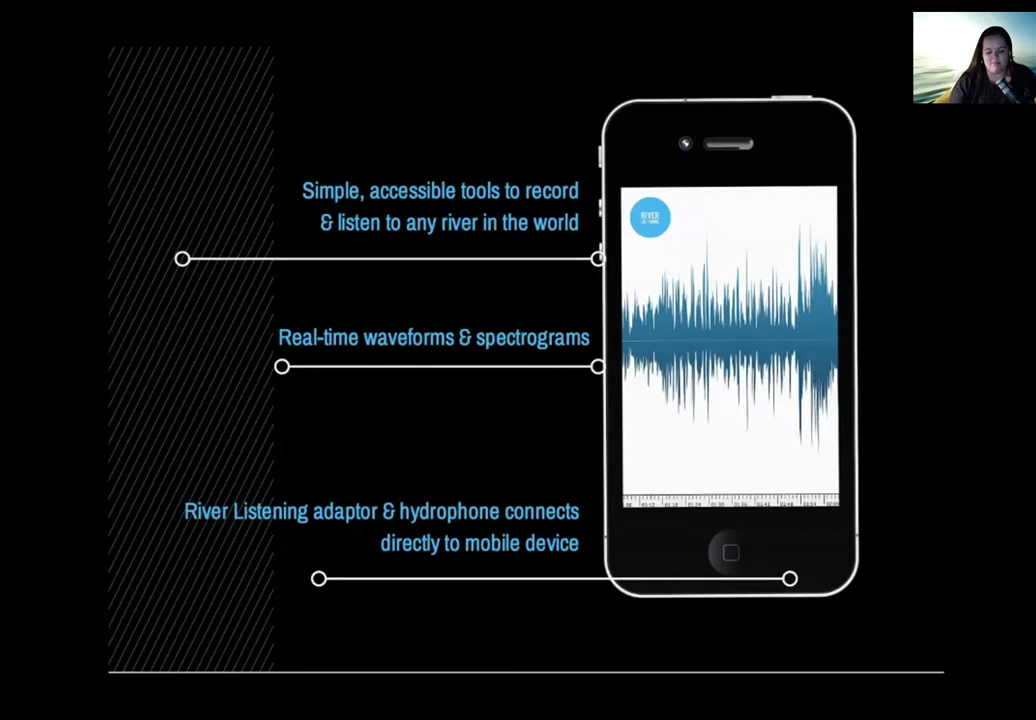 Simple, accessible tools to record
& listen to any river in the world
RIVER
Real-time waveforms & spectrograms
River Listening adaptor & hydrophone connects
directly to mobile device